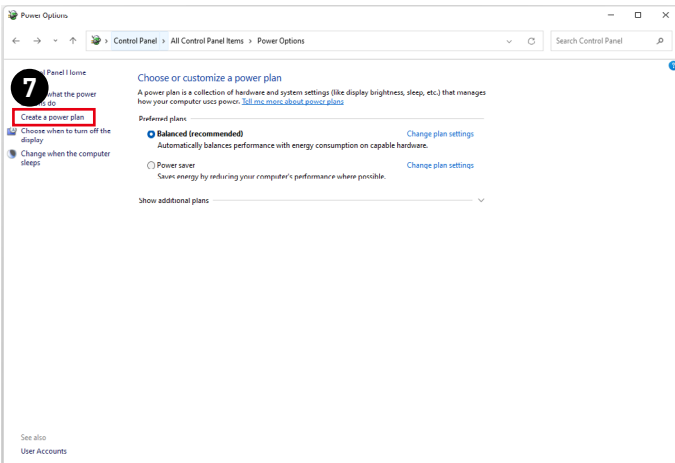 Power Options
Control Panel > All Control Panel Items > Power Options
Search Control Panel
Panel Home
7
what the power
do
Create a power plan
Choose when to turn off the
display
Change when the computer
sleeps
Choose or customize a power plan
A power plan is a collection of hardware and system settings (like display brightness, sleep, etc.) that manages
how your computer uses power. Tell me more about power plans
Preferred plans
Balanced (recommended)
Change plan settings
Automatically balances performance with energy consumption on capable hardware.
Power saver
Change plan settings
Saves energy by reducing your computer's performance where possible.
Show additional plans
See also
User Accounts